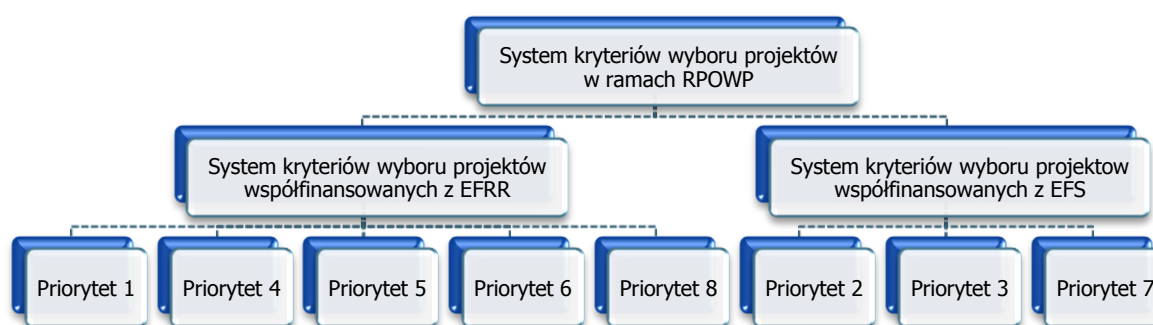 System kryteriów wyboru projektów
w ramach RPOWP
System kryteriów wyboru projektów
współfinansowanych z EFRR
System kryteriów wyboru projektow
współfinansowanych z EFS
Priorytet 1
Priorytet 4
Priorytet 5
Priorytet 6
Priorytet 8
Priorytet 2
Priorytet 3
Priorytet 7